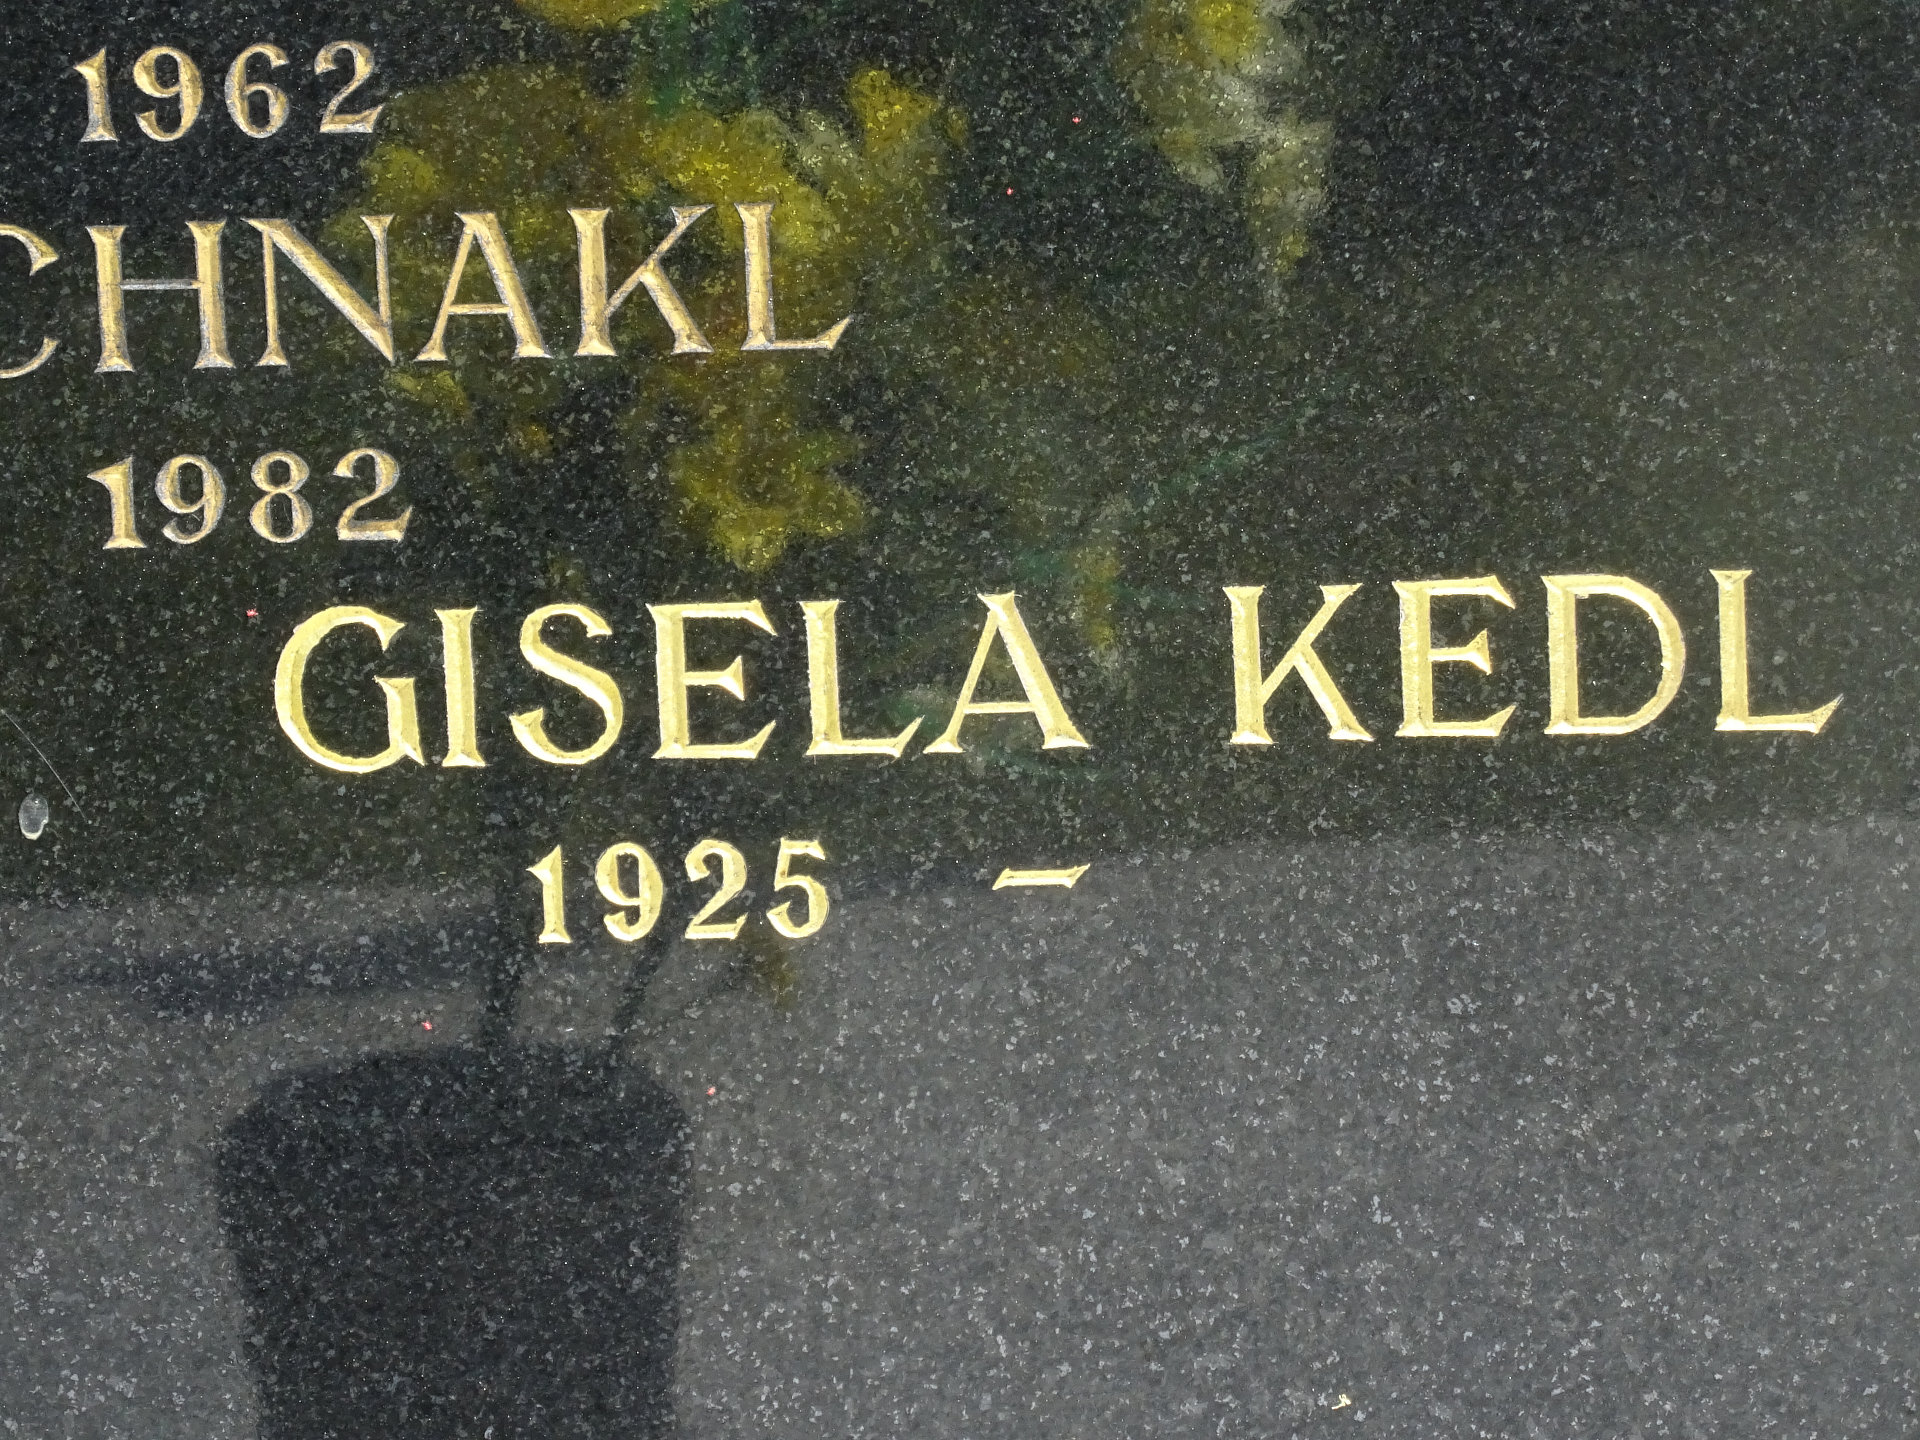 1962
CHNAKL
1982
GISELA KEDL
1925 –